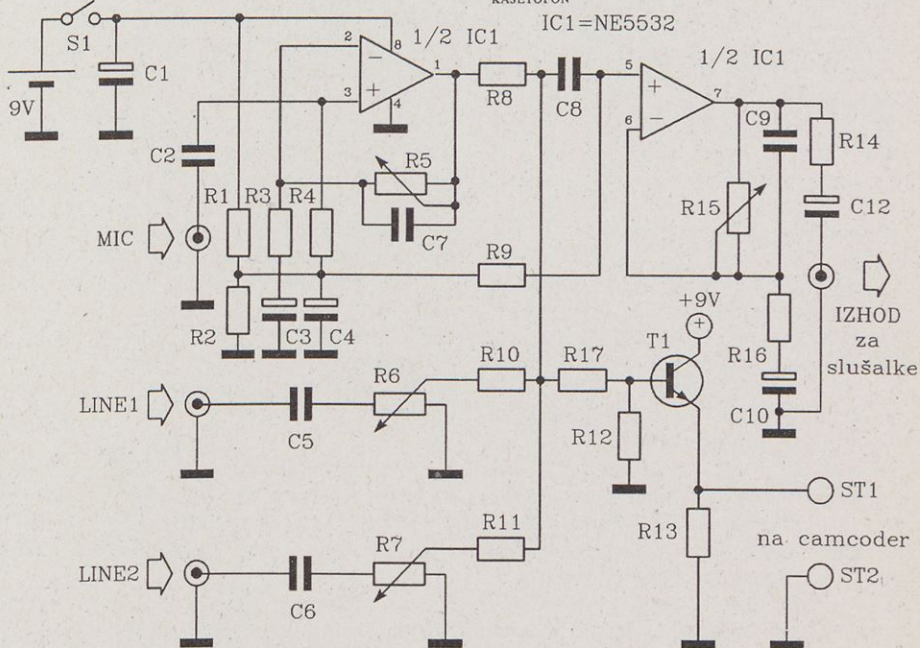 KASETOFON
IC1=NE5532
S1
C1
9V
2
3
8
4
1
1/2 IC1
R8
C8
5
6
7
1/2 IC1
C9
R14
C2
R5
C7
R15
C12
R1
R3
R4
MIC
R9
R2
C3
C4
+9V
T1
R16
C10
IZHOD
za
slušalke
LINE1
C5
R6
R10
R17
R12
R13
ST1
na camcoder
ST2
LINE2
C6
R7
R11